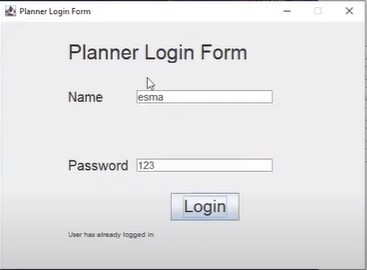 Planner Login Form
Planner Login Form
Name esma
Password 123
Login
User has already logged in